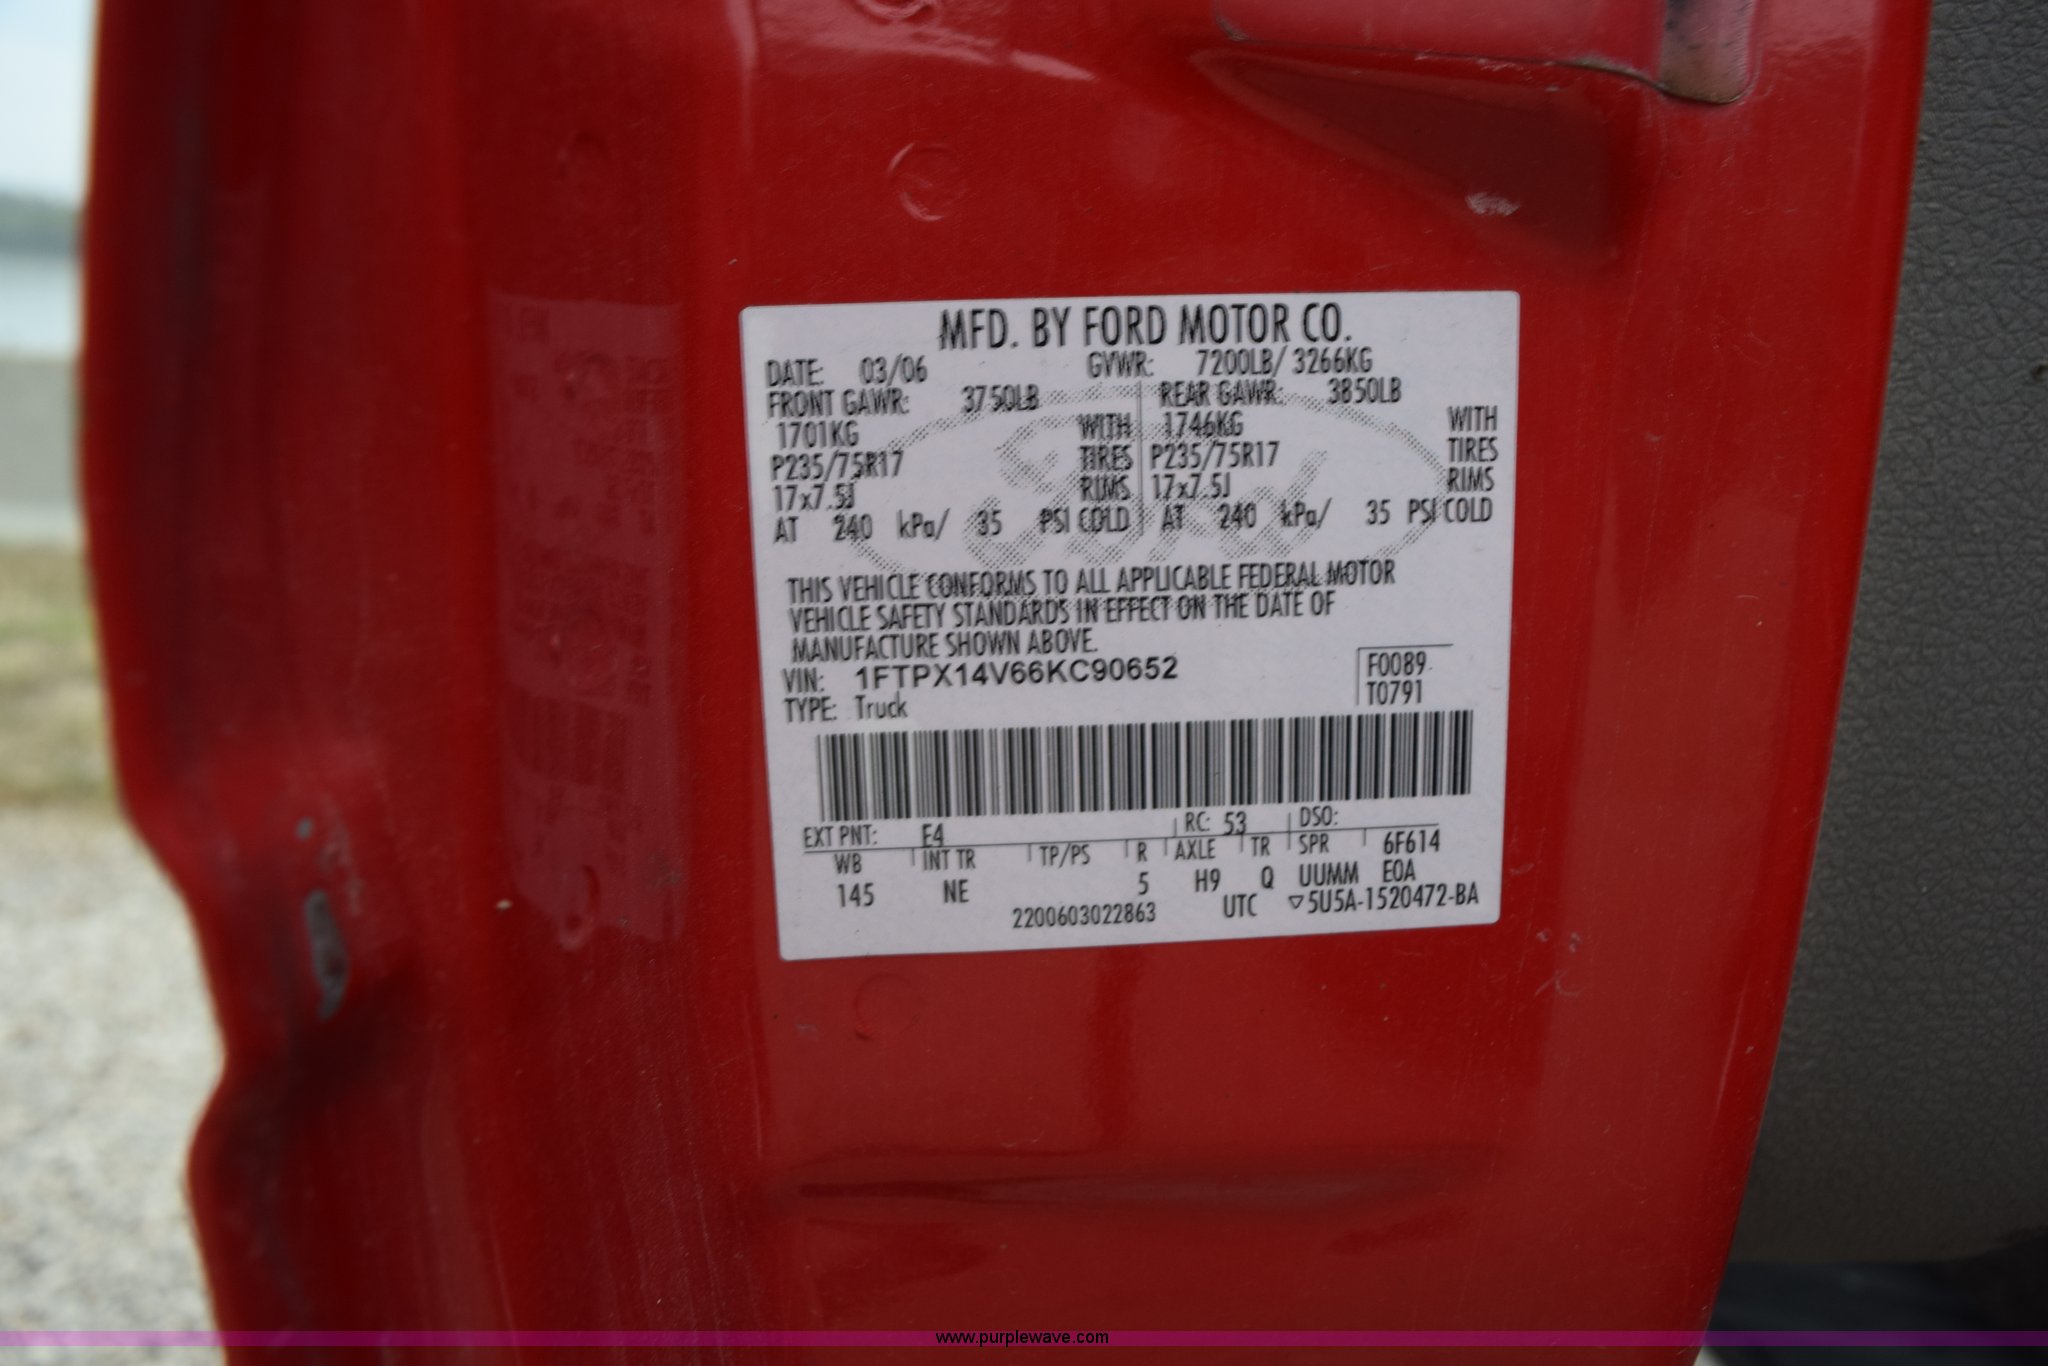 MFD. BY FORD MOTOR CO.
DATE: 03/06 GVWR: 7200LB/ 3266KG
FRONT GAWR: 3750LB REAR GAWR: 3850LB
1701KG WITH 1746KG WITH
P235/75R17 TIRES P235/75R17 TIRES
17x7.5J RIMS 17x7.5J RIMS
AT 240 kPa/ 35 PSI COLD AT 240 kPa/ 35 PSI COLD
Ford
THIS VEHICLE CONFORMS TO ALL APPLICABLE FEDERAL MOTOR
VEHICLE SAFETY STANDARDS IN EFFECT ON THE DATE OF
MANUFACTURE SHOWN ABOVE.
VIN: 1FTPX14V66KC90652 F0089
TYPE: Truck T0791
EXT PNT: E4 RC: 53 DSO:
WB INT TR TP/PS R AXLE TR SPR 6F614
145 NE 5 H9 Q UUMM E0A
2200603022863 UTC ▽5U5A-1520472-BA
www.purplewave.com